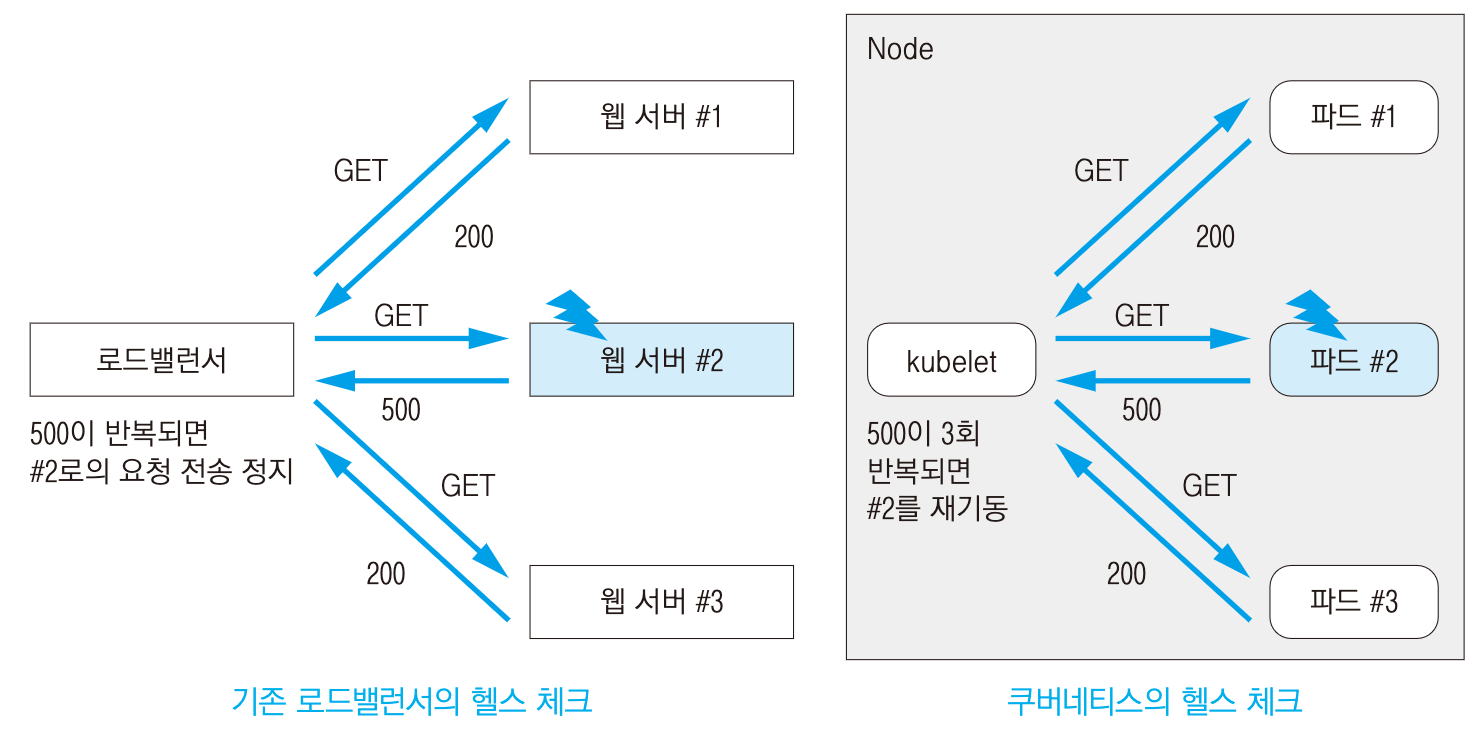 웹 서버 #1
GET
200
로드밸런서
GET
웹 서버 #2
500
500이 반복되면
#2로의 요청 전송 정지
GET
200
웹 서버 #3
기존 로드밸런서의 헬스 체크
Node
파드 #1
GET
200
kubelet
GET
파드 #2
500
500이 3회
반복되면
#2를 재기동
GET
200
파드 #3
쿠버네티스의 헬스 체크